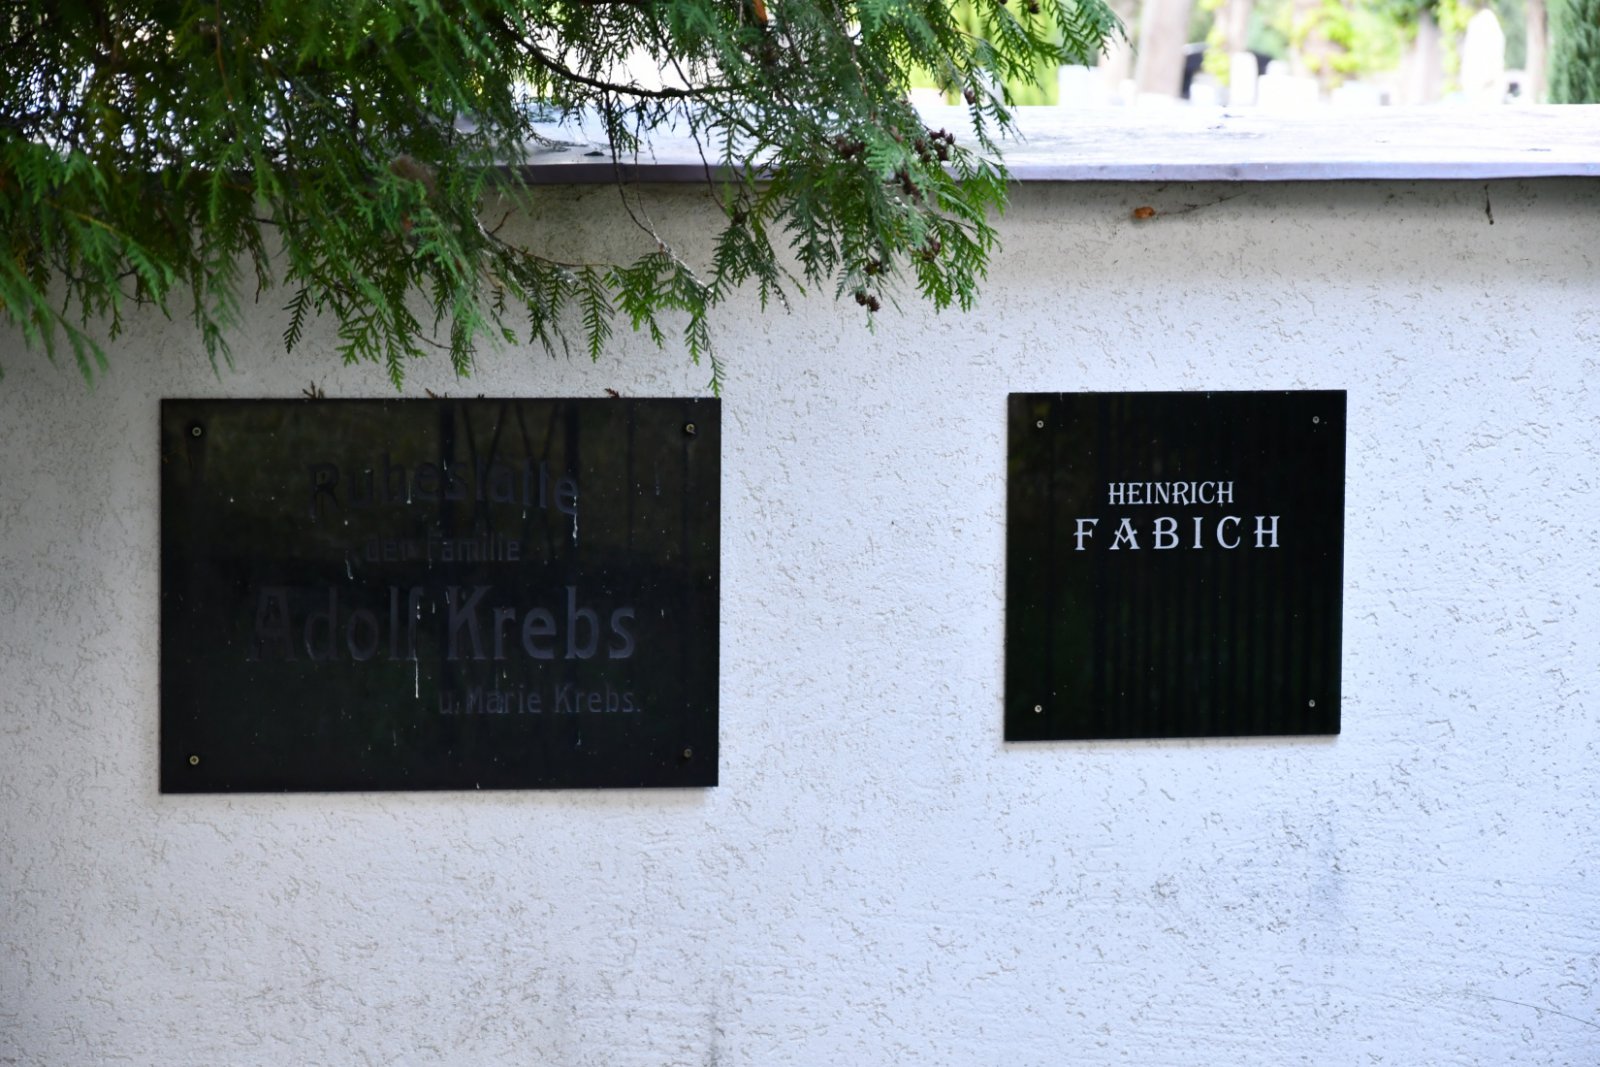 Ruhestätte
der Familie
Adolf Krebs
u. Marie Krebs.
HEINRICH
FABICH